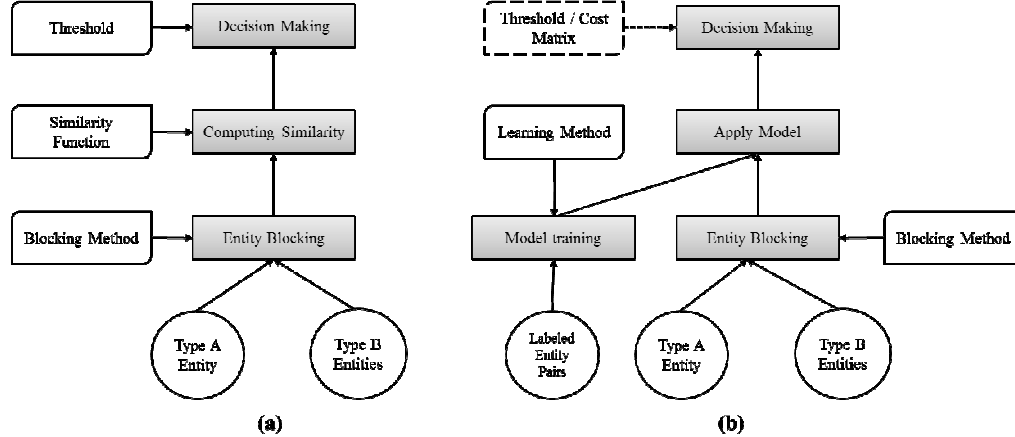 Threshold
Decision Making
Similarity
Function
Computing Similarity
Blocking Method
Entity Blocking
Type A
Entity
Type B
Entities
(a)
Threshold / Cost
Matrix
Decision Making
Learning Method
Apply Model
Model training
Entity Blocking
Blocking Method
Labeled
Entity
Pairs
Type A
Entity
Type B
Entities
(b)